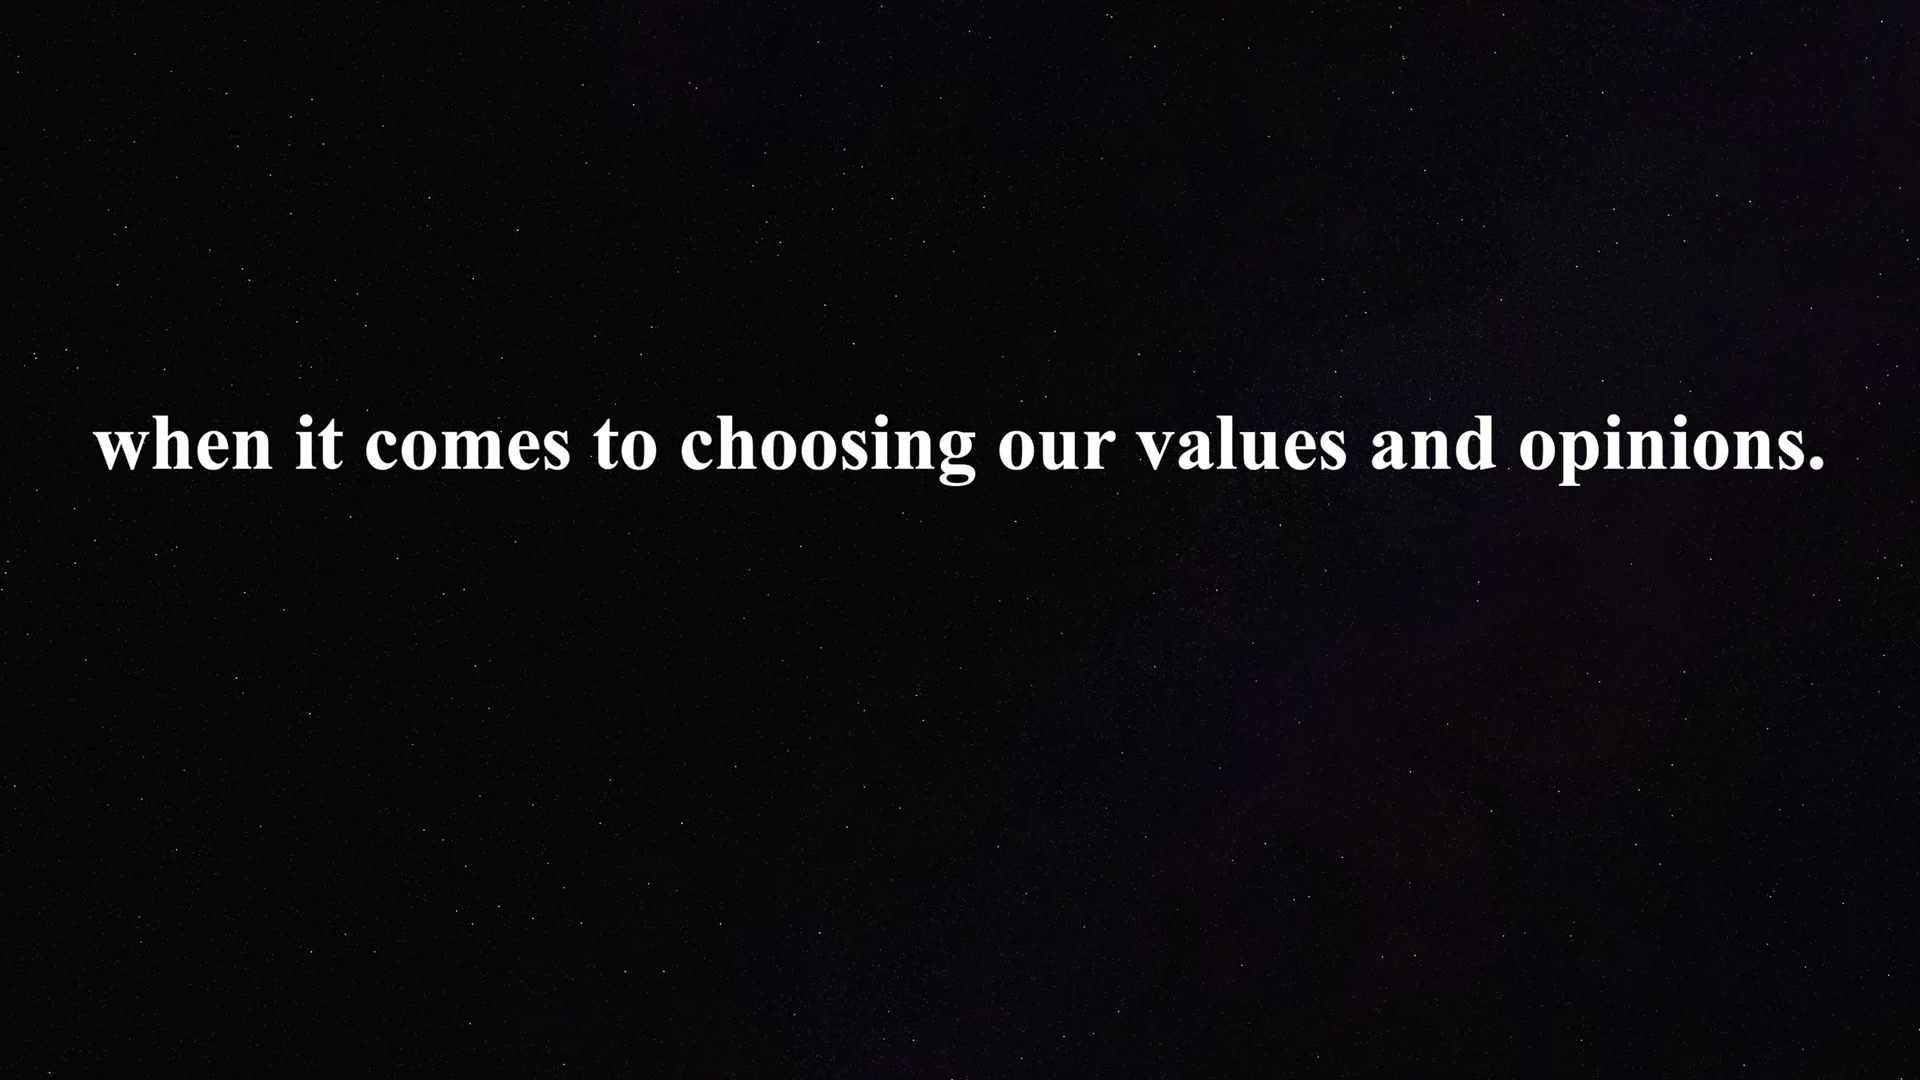 when it comes to choosing our values and opinions.